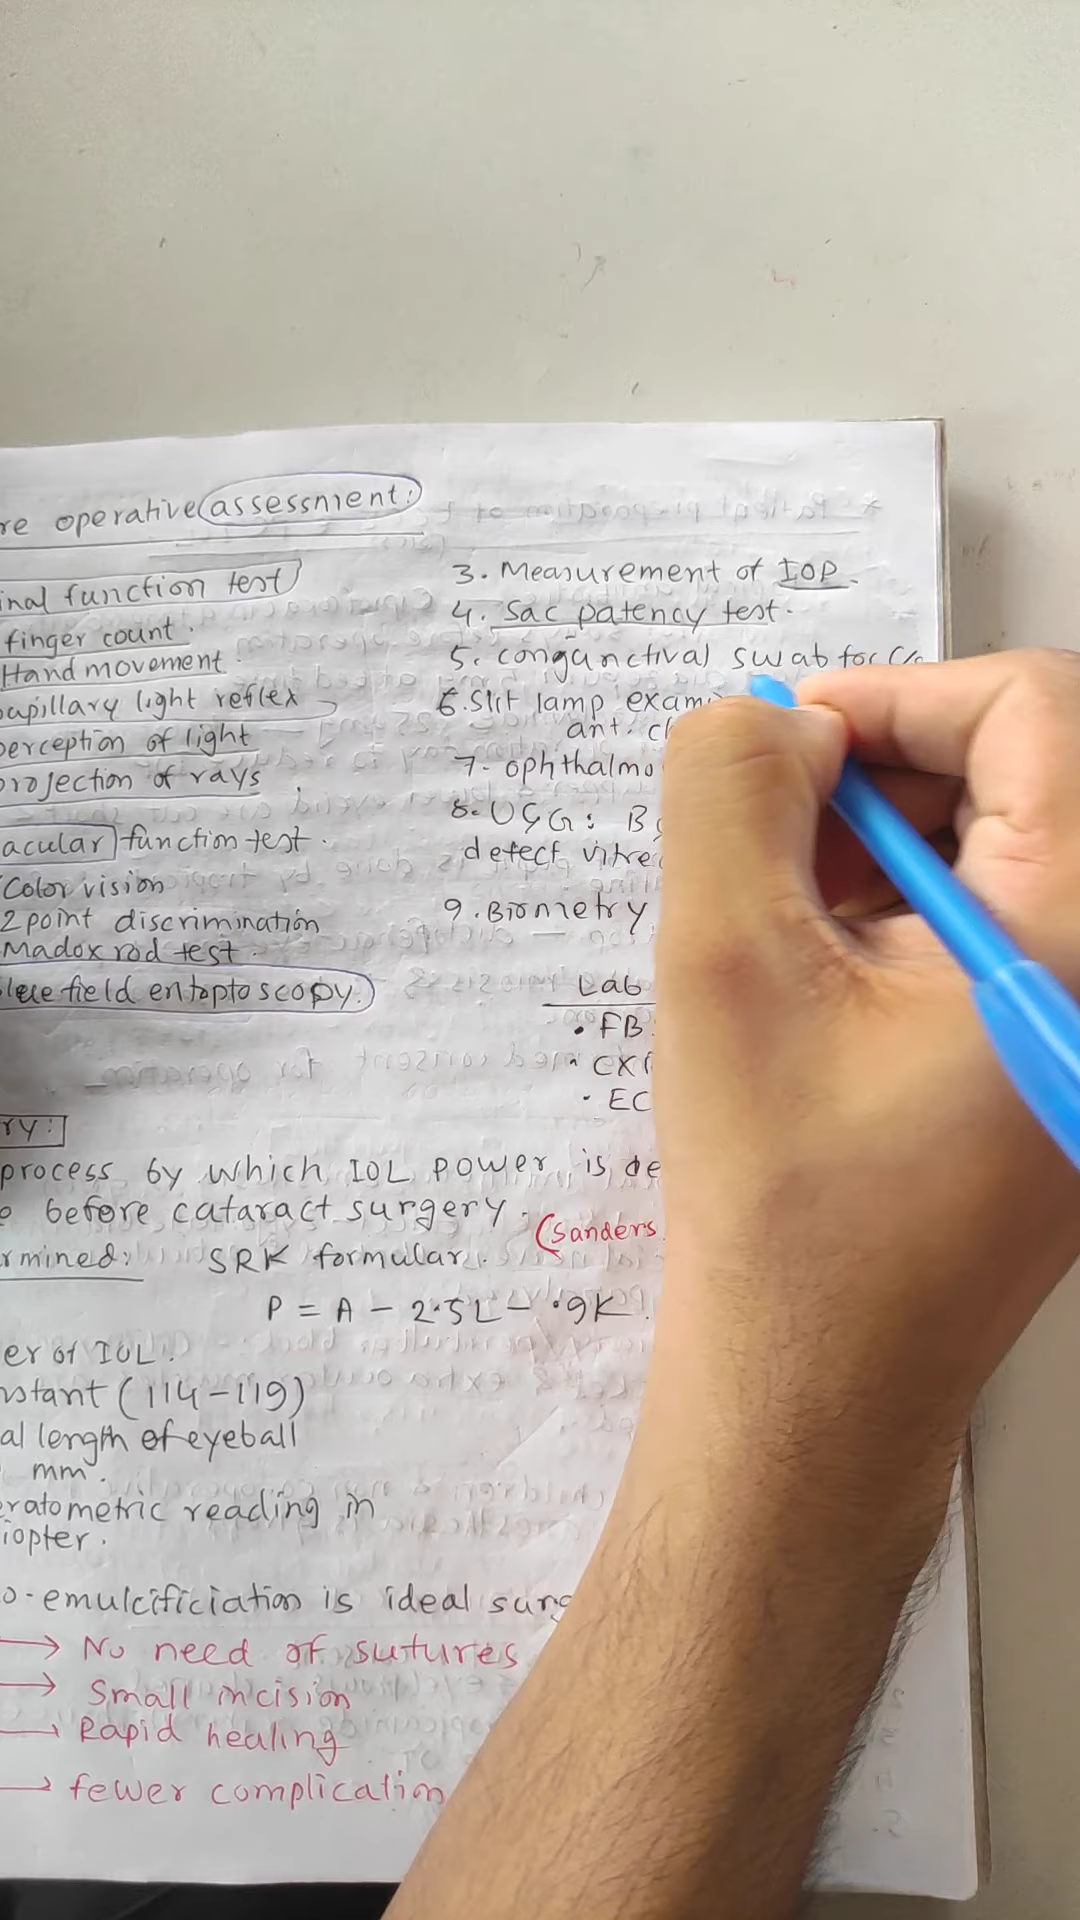 re operative assessment:
inal function test
finger count.
Hand movement
papillary light reflex
perception of light
projection of rays
acular function test.
Color vision
2 point discrimination
Madox rod test.
field entoptoscopy.
3. Measurement of IOP.
4. Sac patency test.
5. conganctival swab for C/
6. Slit lamp exam
ant. c
7. ophthalmo
8. USG: B
detect vitre
9. Biometry
Lab
• FB
•
• EC
ry:
process by which IOL power is de
e before cataract surgery.
(Sanders
rmined: SRK formular.
P = A - 2.5L - .9K.
er of IOL.
nstant (114-119)
al length of eyeball
mm.
eratometric reading in
iopter.
o-emulcificiation is ideal surg
→ No need of sutures
→ Small incision
→ Rapid healing
→ fewer complication